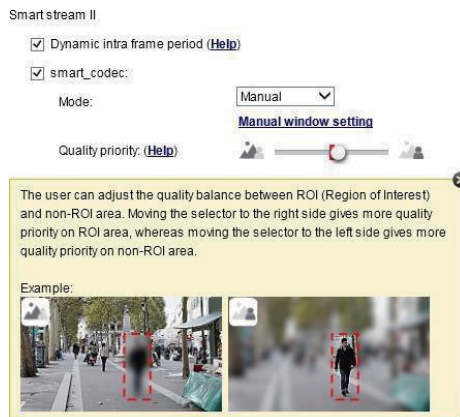 Smart stream II
Dynamic intra frame period (Help)
smart_codec:
Mode:
Manual
Manual window setting
Quality priority: (Help)
The user can adjust the quality balance between ROI (Region of Interest)
and non-ROI area. Moving the selector to the right side gives more quality
priority on ROI area, whereas moving the selector to the left side gives more
quality priority on non-ROI area.
Example: